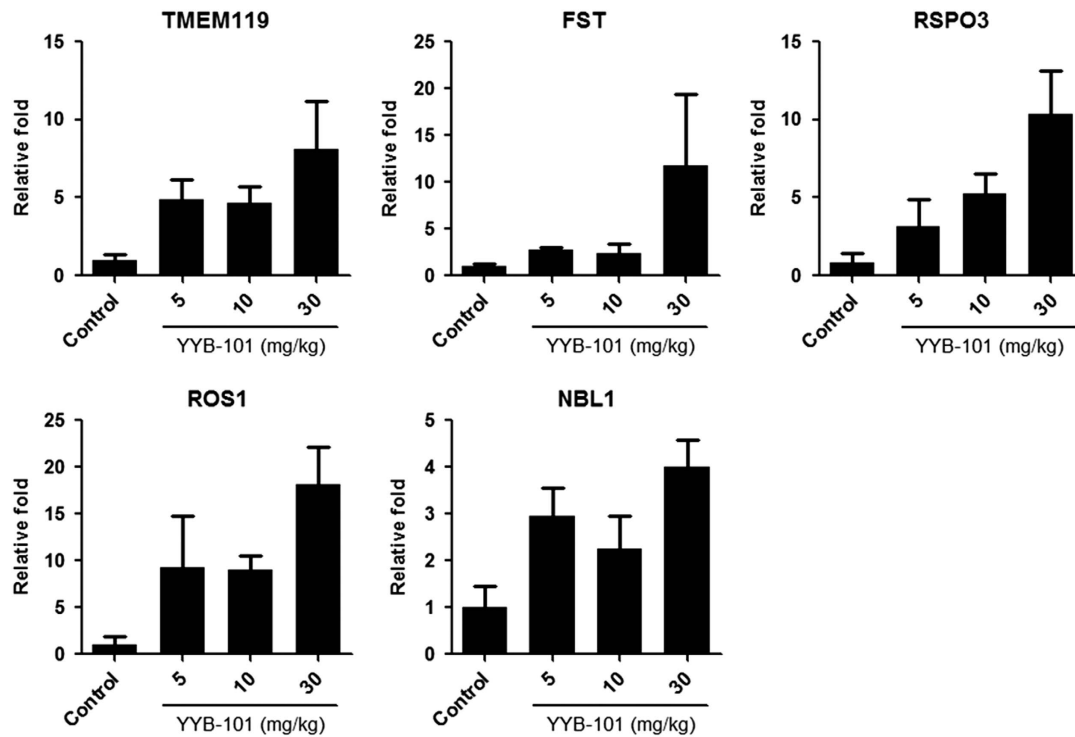 TMEM119
Relative fold
15
10
5
0
Control
5
10
30
YYB-101 (mg/kg)
FST
Relative fold
25
20
15
10
5
0
Control
5
10
30
YYB-101 (mg/kg)
RSPO3
Relative fold
15
10
5
0
Control
5
10
30
YYB-101 (mg/kg)
ROS1
Relative fold
25
20
15
10
5
0
Control
5
10
30
YYB-101 (mg/kg)
NBL1
Relative fold
5
4
3
2
1
0
Control
5
10
30
YYB-101 (mg/kg)